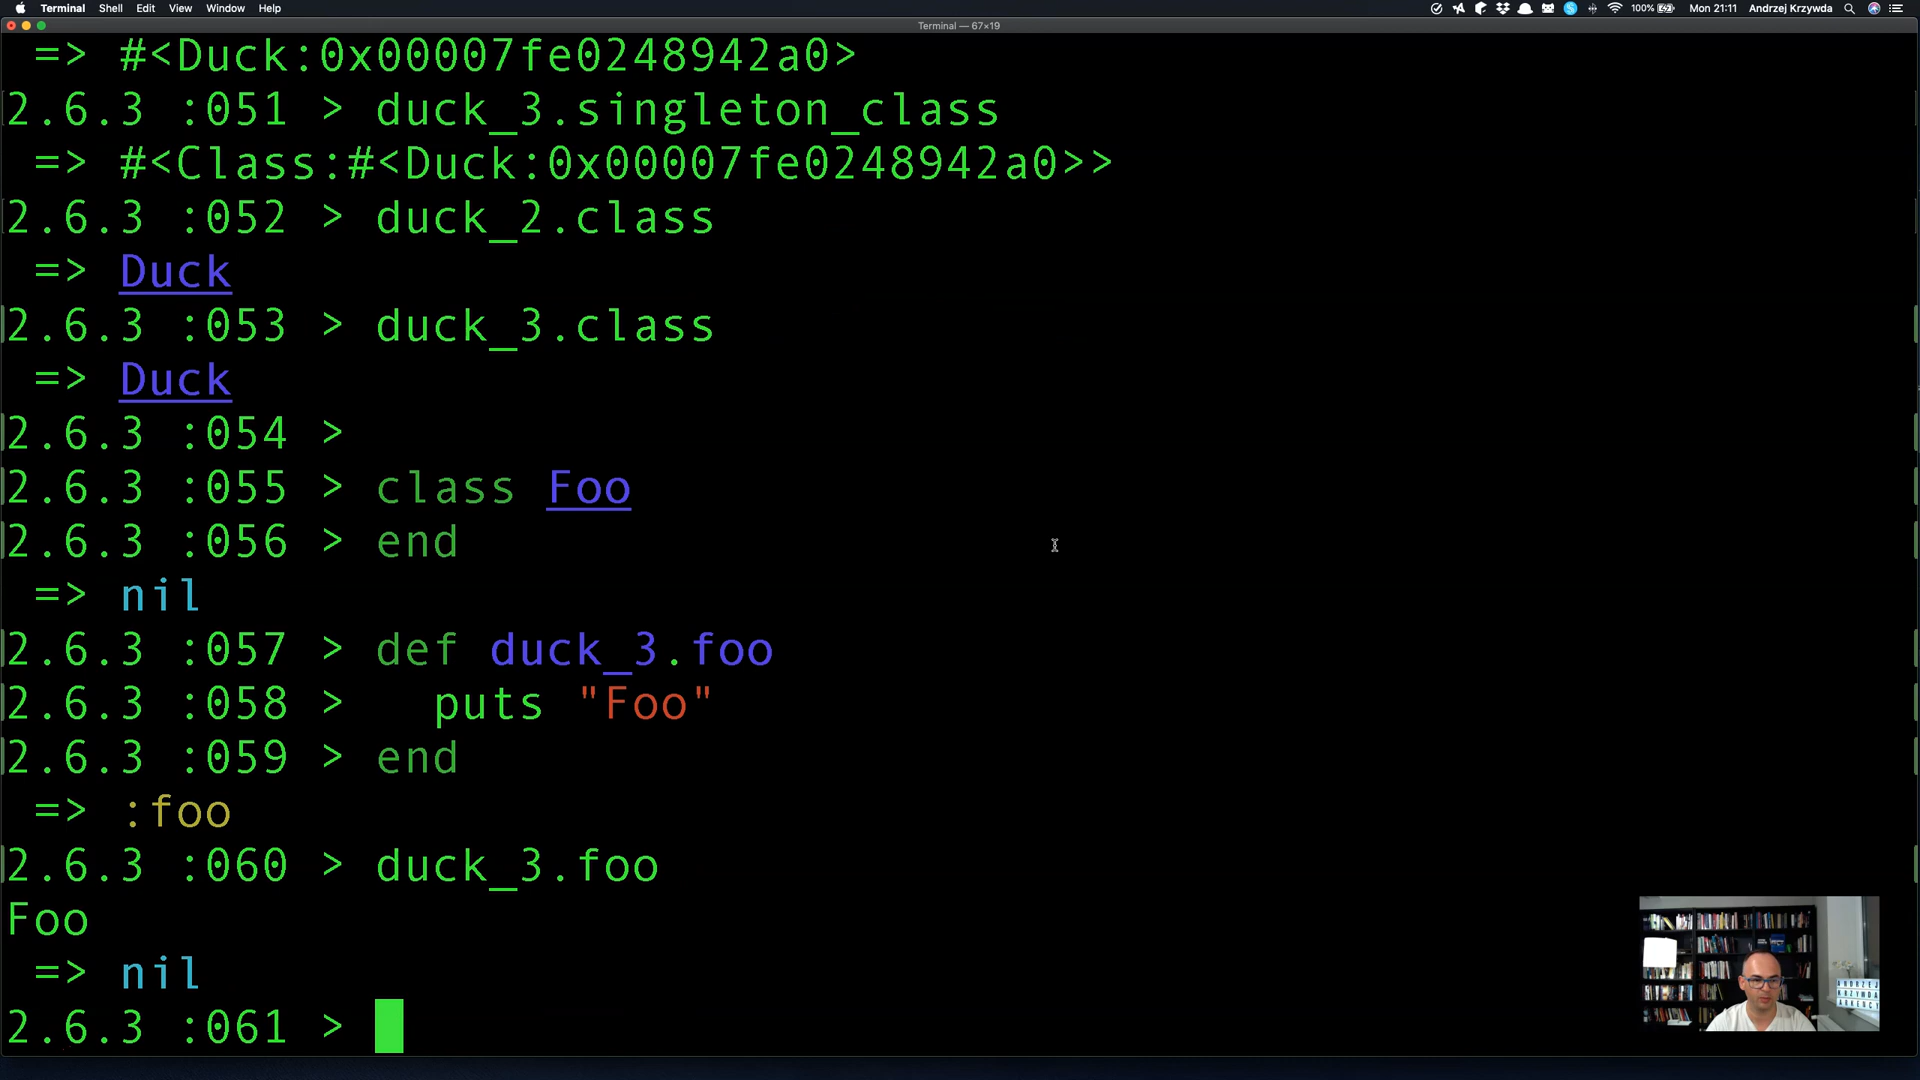 Terminal Shell Edit View Window Help 100% Mon 21:11 Andrzej Krzywda
Terminal — 67×19
=> #<Duck:0x00007fe0248942a0>
2.6.3 :051 > duck_3.singleton_class
=> #<Class:#<Duck:0x00007fe0248942a0>>
2.6.3 :052 > duck_2.class
=> Duck
2.6.3 :053 > duck_3.class
=> Duck
2.6.3 :054 >
2.6.3 :055 > class Foo
2.6.3 :056 > end
=> nil
2.6.3 :057 > def duck_3.foo
2.6.3 :058 >   puts "Foo"
2.6.3 :059 > end
=> :foo
2.6.3 :060 > duck_3.foo
Foo
=> nil
2.6.3 :061 >